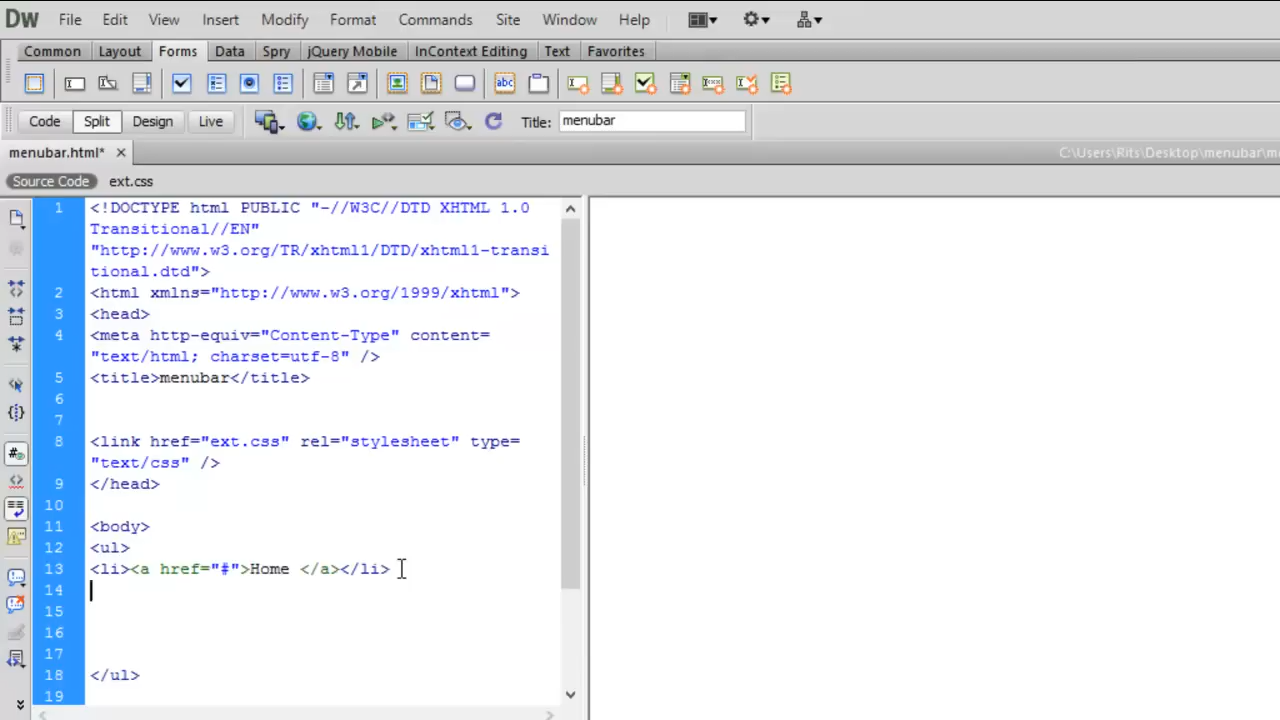 Dw File Edit View Insert Modify Format Commands Site Window Help
Common Layout Forms Data Spry jQuery Mobile InContext Editing Text Favorites
abc
Code Split Design Live Title: menubar
menubar.html* × C:\Users\Rits\Desktop\menubar\m
Source Code ext.css
1 <!DOCTYPE html PUBLIC "-//W3C//DTD XHTML 1.0
Transitional//EN"
"http://www.w3.org/TR/xhtml1/DTD/xhtml1-transi
tional.dtd">
2 <html xmlns="http://www.w3.org/1999/xhtml">
3 <head>
4 <meta http-equiv="Content-Type" content=
"text/html; charset=utf-8" />
5 <title>menubar</title>
6
7
8 <link href="ext.css" rel="stylesheet" type=
"text/css" />
9 </head>
10
11 <body>
12 <ul>
13 <li><a href="#">Home </a></li>
14
15
16
17
18 </ul>
19